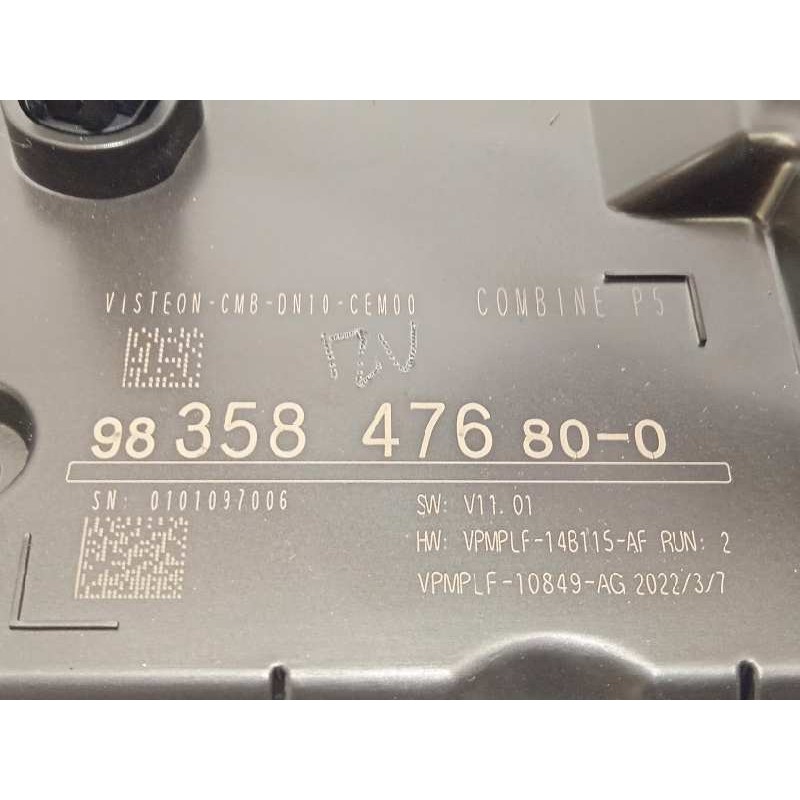 VISTEON-CMB-DN10-CEM00 COMBINE P5
98 358 476 80-0
SN: 0101097006 SW: V11.01
HW: VPMPLF-14B115-AF RUN: 2
VPMPLF-10849-AG 2022/3/7